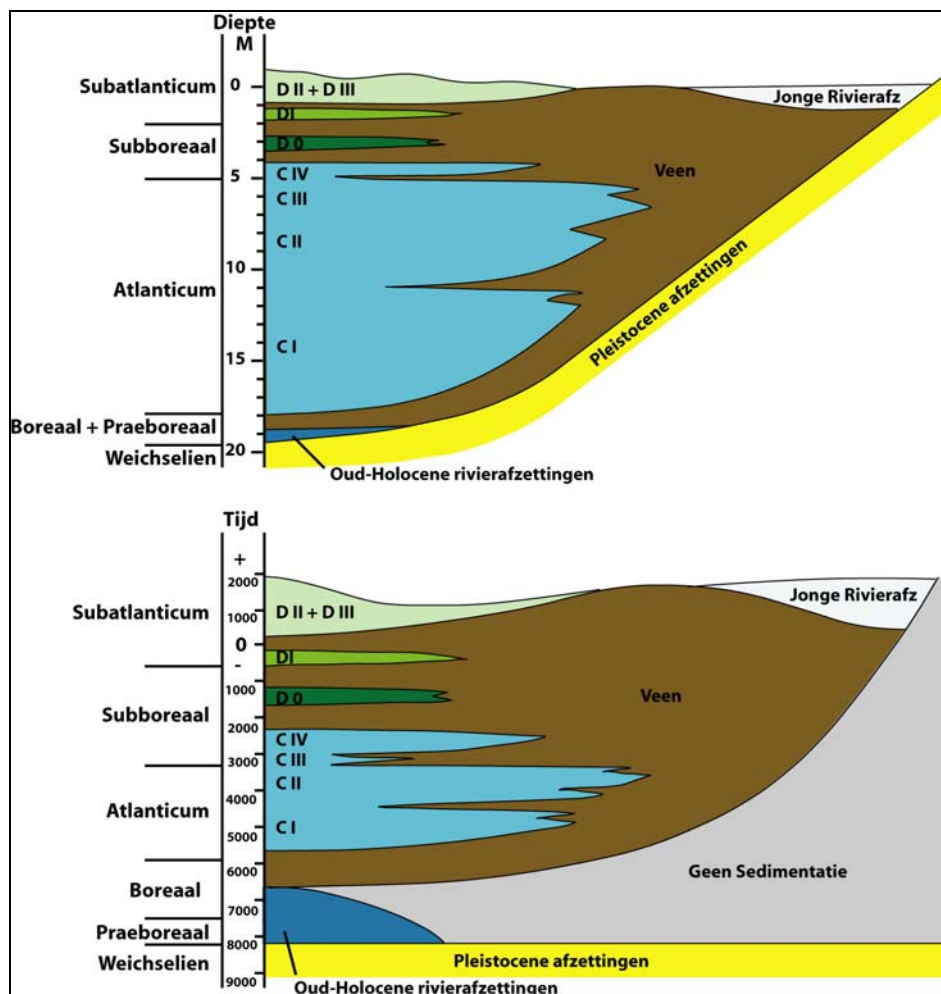 Diepte
M
Subatlanticum
0
D II + D III
Jonge Rivierafz
DI
Subboreaal
D 0
C IV
Veen
5
C III
C II
10
Atlanticum
Pleistocene afzettingen
15
C I
Boreaal + Praeboreaal
Weichselien
20
Oud-Holocene rivierafzettingen
Tijd
+
2000
Jonge Rivierafz
Subatlanticum
1000
D II + D III
0
DI
-
1000
D 0
Veen
Subboreaal
2000
C IV
3000
C III
C II
4000
Atlanticum
5000
C I
6000
Geen Sedimentatie
Boreaal
7000
Praeboreaal
8000
Weichselien
Pleistocene afzettingen
9000
Oud-Holocene rivierafzettingen